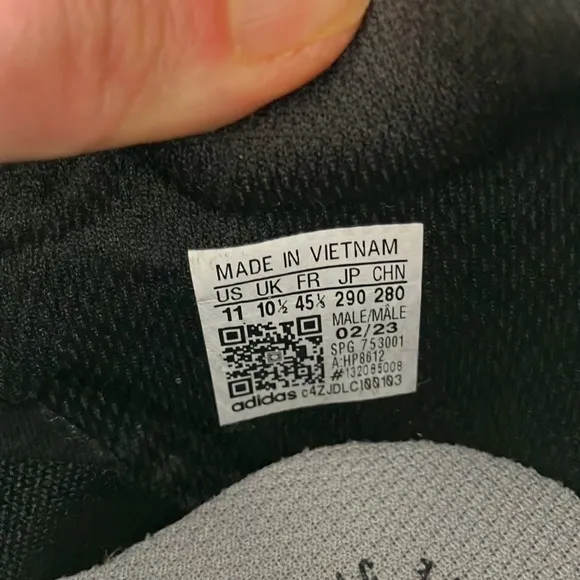 MADE IN VIETNAM
US UK FR JP CHN
11 10½ 45⅓ 290 280
MALE/MÂLE
02/23
SPG 753001
A:HP8612
#132085008
adidas c4ZJDLCI00103